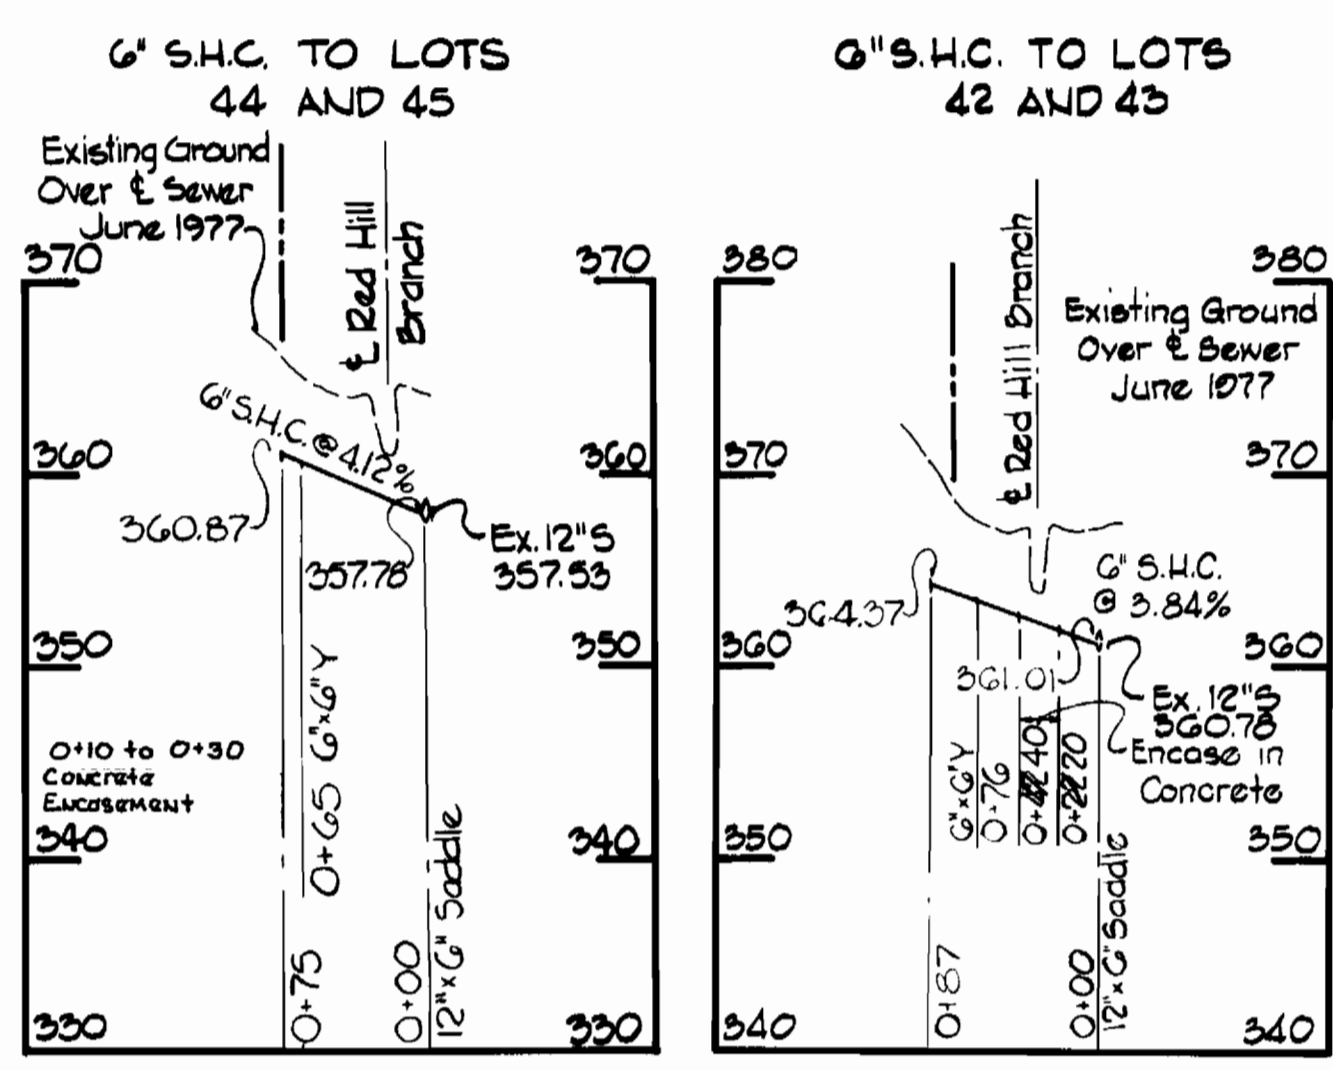 6" S.H.C. TO LOTS
44 AND 45
Existing Ground
Over ℄ Sewer
June 1977
℄ Red Hill
Branch
370
370
6" S.H.C. @ 4.12%
360
360
360.87
357.78
Ex. 12" S
357.53
350
350
0+10 to 0+30
Concrete
Encasement
340
340
0+65 6"x6"Y
0+75
0+00
12"x6" Saddle
330
330
6" S.H.C. TO LOTS
42 AND 43
380
380
℄ Red Hill Branch
Existing Ground
Over ℄ Sewer
June 1977
370
370
6" S.H.C.
@ 3.84%
364.37
360
360
361.01
Ex. 12" S
360.78
Encase in
Concrete
6"x6"Y
0+76
0+40
0+20
350
350
0+87
0+00
12"x6" Saddle
340
340